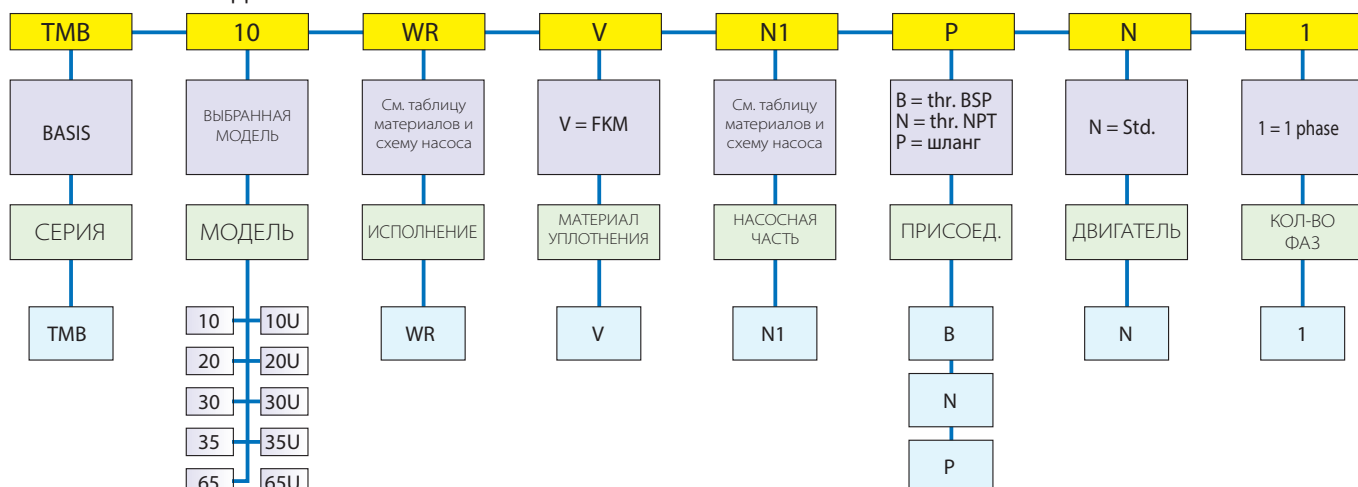 TMB 10 WR V N1 P N 1
BASIS
ВЫБРАННАЯ
МОДЕЛЬ
См. таблицу
материалов и
схему насоса
V = FKM
См. таблицу
материалов и
схему насоса
B = thr. BSP
N = thr. NPT
P = шланг
N = Std.
1 = 1 phase
СЕРИЯ
МОДЕЛЬ
ИСПОЛНЕНИЕ
МАТЕРИАЛ
УПЛОТНЕНИЯ
НАСОСНАЯ
ЧАСТЬ
ПРИСОЕД.
ДВИГАТЕЛЬ
КОЛ-ВО
ФАЗ
TMB
10 10U
20 20U
30 30U
35 35U
65 65U
WR
V
N1
B
N
P
N
1